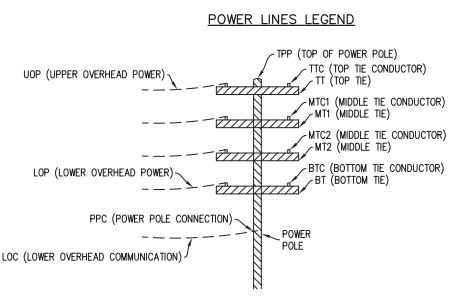 POWER LINES LEGEND
TPP (TOP OF POWER POLE)
UOP (UPPER OVERHEAD POWER)
TTC (TOP TIE CONDUCTOR)
TT (TOP TIE)
MTC1 (MIDDLE TIE CONDUCTOR)
MT1 (MIDDLE TIE)
MTC2 (MIDDLE TIE CONDUCTOR)
MT2 (MIDDLE TIE)
LOP (LOWER OVERHEAD POWER)
BTC (BOTTOM TIE CONDUCTOR)
BT (BOTTOM TIE)
PPC (POWER POLE CONNECTION)
POWER
POLE
LOC (LOWER OVERHEAD COMMUNICATION)